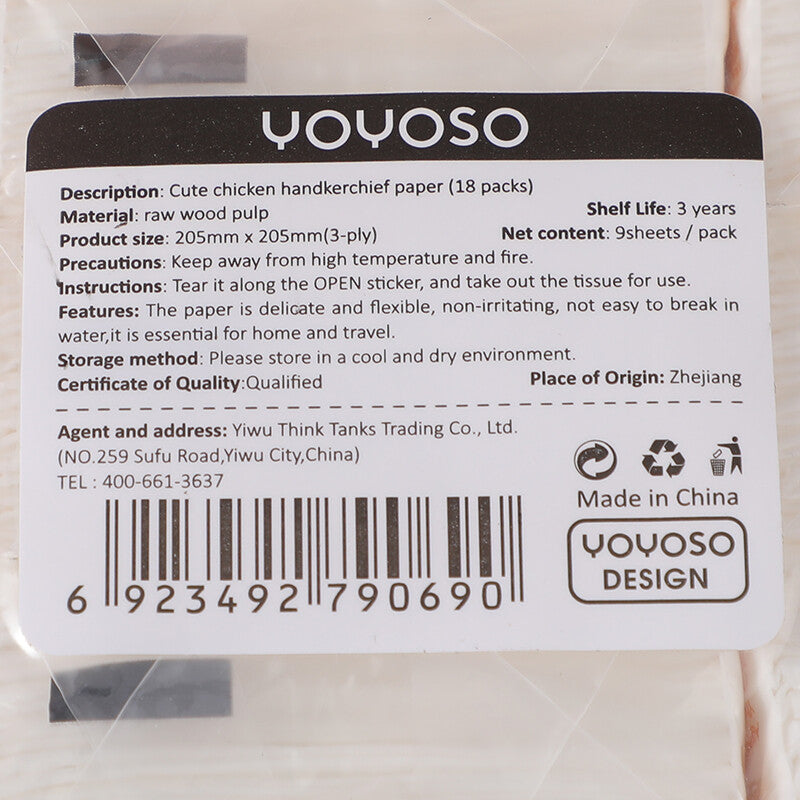 YOYOSO
Description: Cute chicken handkerchief paper (18 packs)
Material: raw wood pulp
Shelf Life: 3 years
Product size: 205mm x 205mm(3-ply)
Net content: 9sheets / pack
Precautions: Keep away from high temperature and fire.
Instructions: Tear it along the OPEN sticker, and take out the tissue for use.
Features: The paper is delicate and flexible, non-irritating, not easy to break in
water,it is essential for home and travel.
Storage method: Please store in a cool and dry environment.
Certificate of Quality:Qualified
Place of Origin: Zhejiang
Agent and address: Yiwu Think Tanks Trading Co., Ltd.
(NO.259 Sufu Road,Yiwu City,China)
TEL : 400-661-3637
Made in China
YOYOSO
DESIGN
6 923492 790690